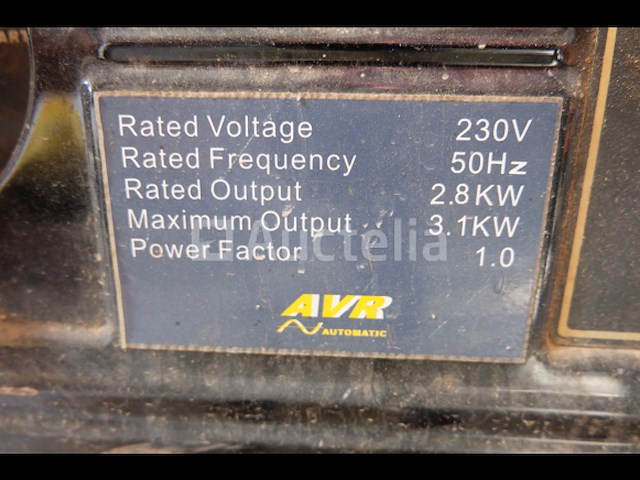 Rated Voltage 230V
Rated Frequency 50Hz
Rated Output 2.8KW
Maximum Output 3.1KW
Power Factor 1.0
Auctelia
AVR
AUTOMATIC